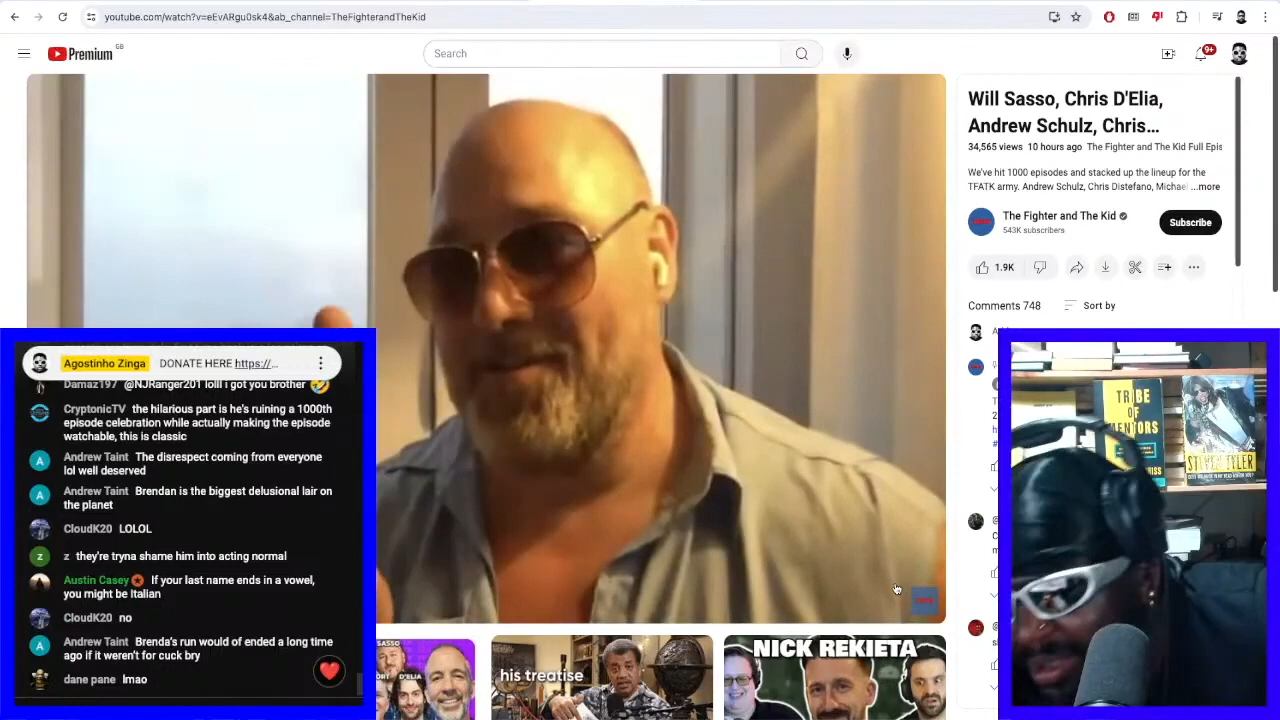 youtube.com/watch?v=eEvARgu0sk4&ab_channel=TheFighterandTheKid
Premium GB
Search
9+
Will Sasso, Chris D'Elia,
Andrew Schulz, Chris...
34,565 views 10 hours ago The Fighter and The Kid Full Epis
We've hit 1000 episodes and stacked up the lineup for the
TFATK army. Andrew Schulz, Chris Distefano, Michael ...more
The Fighter and The Kid
543K subscribers
Subscribe
1.9K
Comments 748
Sort by
Agostinho Zinga DONATE HERE https://...
Damaz197 @NJRanger201 lolll i got you brother 🤣
CryptonicTV the hilarious part is he's ruining a 1000th
episode celebration while actually making the episode
watchable, this is classic
Andrew Taint The disrespect coming from everyone
lol well deserved
Andrew Taint Brendan is the biggest delusional lair on
the planet
CloudK20 LOLOL
z they're tryna shame him into acting normal
Austin Casey If your last name ends in a vowel,
you might be Italian
CloudK20 no
Andrew Taint Brenda's run would of ended a long time
ago if it weren't for cuck bry
dane pane lmao
TRIBE
OF
MENTORS
STEVEN TYLER
his treatise
NICK REKIETA